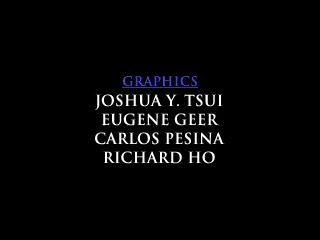 GRAPHICS
JOSHUA Y. TSUI
EUGENE GEER
CARLOS PESINA
RICHARD HO